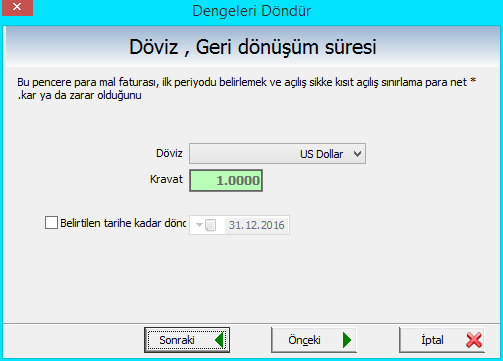 Dengeleri Döndür
Döviz , Geri dönüşüm süresi
Bu pencere para mal faturası, ilk periyodu belirlemek ve açılış sikke kısıt açılış sınırlama para net *
.kar ya da zarar olduğunu
Döviz US Dollar
Kravat 1.0000
Belirtilen tarihe kadar dönd 31.12.2016
Sonraki Önceki İptal